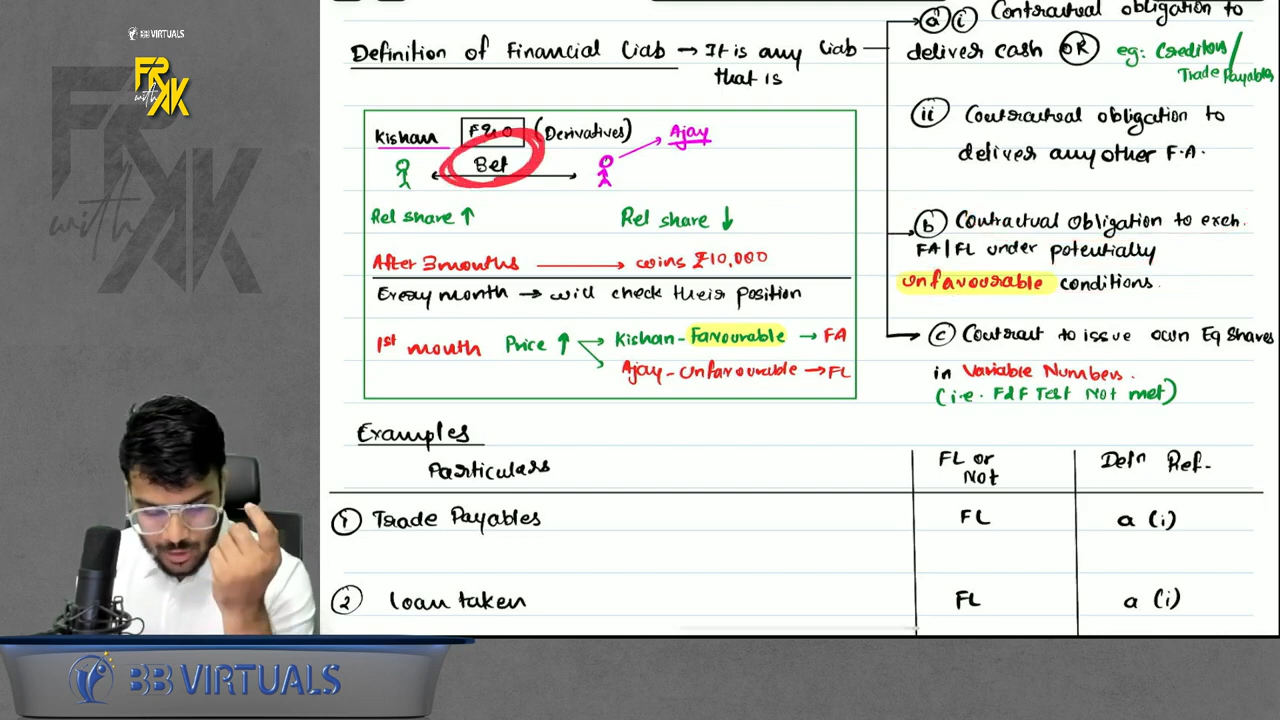 BB VIRTUALS
FR
with
AK
FR
with
AK
Definition of Financial Liab → It is any Liab
that is
a i Contractual obligation to
deliver cash OR eg: Creditors/
Trade Payables
ii Contractual obligation to
deliver any other F.A.
b Contractual obligation to exch.
FA|FL under potentially
unfavourable conditions.
c Contract to issue own Eq Shares
in Variable Numbers.
(i.e. FdF Test Not met)
Kishan F&O (Derivatives) Ajay
Bet
Rel share ↑ Rel share ↓
After 3 months → wins ₹10,000
Every month → will check their position
1st month Price ↑ Kishan - Favourable → FA
Ajay - Unfavourable → FL
Examples
Particulars FL or Not Defn Ref.
1 Trade Payables FL a (i)
2 Loan taken FL a (i)
BB VIRTUALS